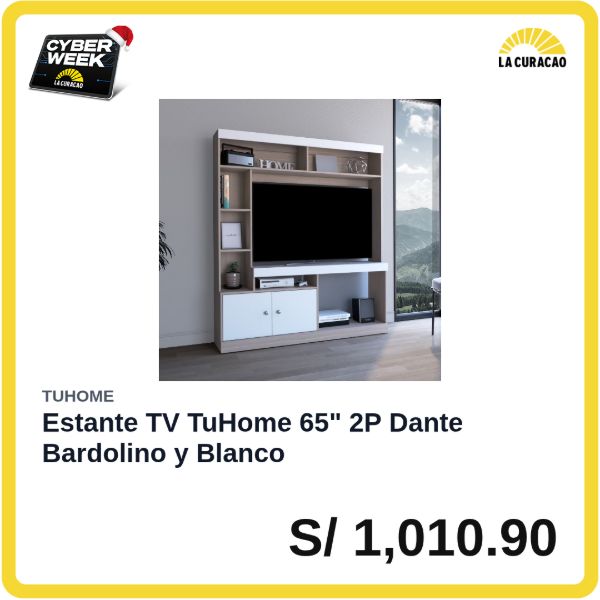 CYBER
WEEK
LA CURACAO
LA CURACAO
HOME
TUHOME
Estante TV TuHome 65" 2P Dante
Bardolino y Blanco
S/ 1,010.90